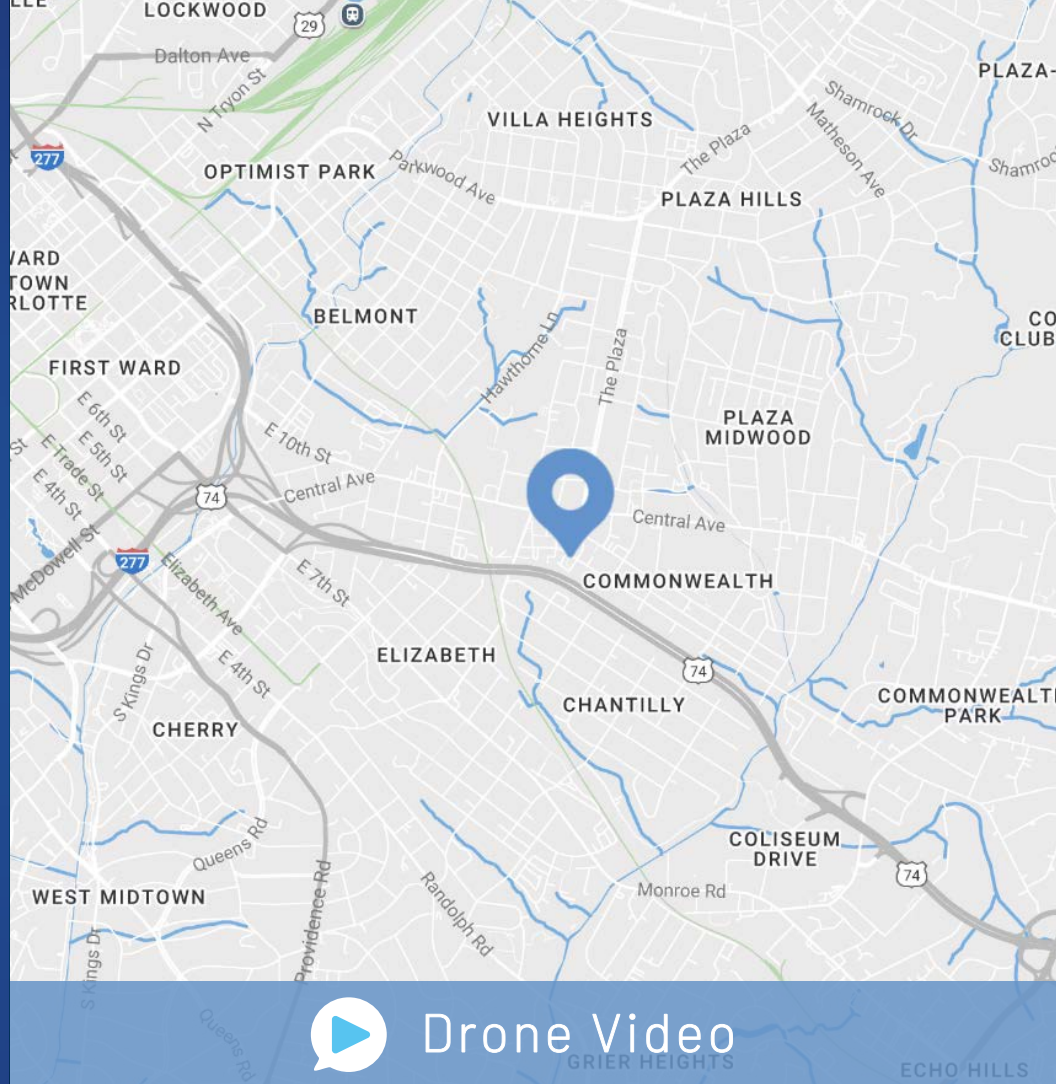 LOCKWOOD
29
Dalton Ave
N Tryon St
PLAZA-
VILLA HEIGHTS
Shamrock Dr
Matheson Ave
The Plaza
Shamroc
277
OPTIMIST PARK
Parkwood Ave
PLAZA HILLS
WARD
TOWN
RLOTTE
BELMONT
CO
CLUB
Hawthorne Ln
The Plaza
FIRST WARD
E 6th St
E 5th St
E Trade St
E 4th St
St
E 10th St
PLAZA
MIDWOOD
74
Central Ave
Central Ave
McDowell St
277
Elizabeth Ave
E 7th St
COMMONWEALTH
ELIZABETH
E 4th St
S Kings Dr
74
CHANTILLY
COMMONWEALTH
PARK
CHERRY
Queens Rd
COLISEUM
DRIVE
74
Monroe Rd
WEST MIDTOWN
Randolph Rd
Providence Rd
S Kings Dr
Queens Rd
Drone Video
GRIER HEIGHTS
ECHO HILLS